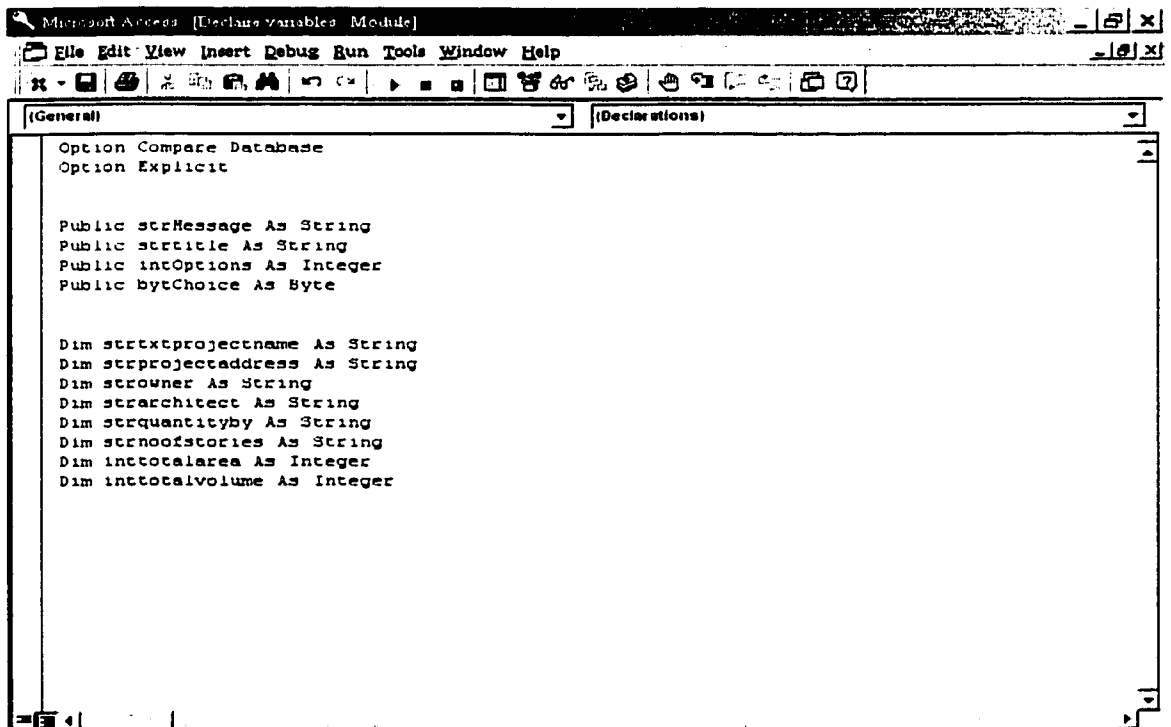 Microsoft Access - [Declare variables : Module]
File Edit View Insert Debug Run Tools Window Help
(General) (Declarations)
Option Compare Database
Option Explicit
Public strMessage As String
Public strtitle As String
Public intOptions As Integer
Public bytChoice As Byte
Dim strtxtprojectname As String
Dim strprojectaddress As String
Dim strowner As String
Dim strarchitect As String
Dim strquantityby As String
Dim strnoofstories As String
Dim inttotalarea As Integer
Dim inttotalvolume As Integer